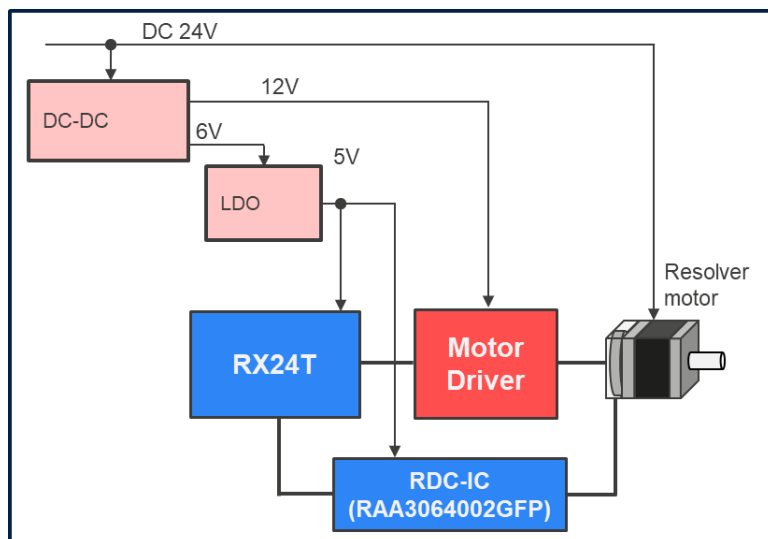 DC 24V
DC-DC
12V
6V
5V
LDO
Resolver
motor
RX24T
Motor
Driver
RDC-IC
(RAA3064002GFP)